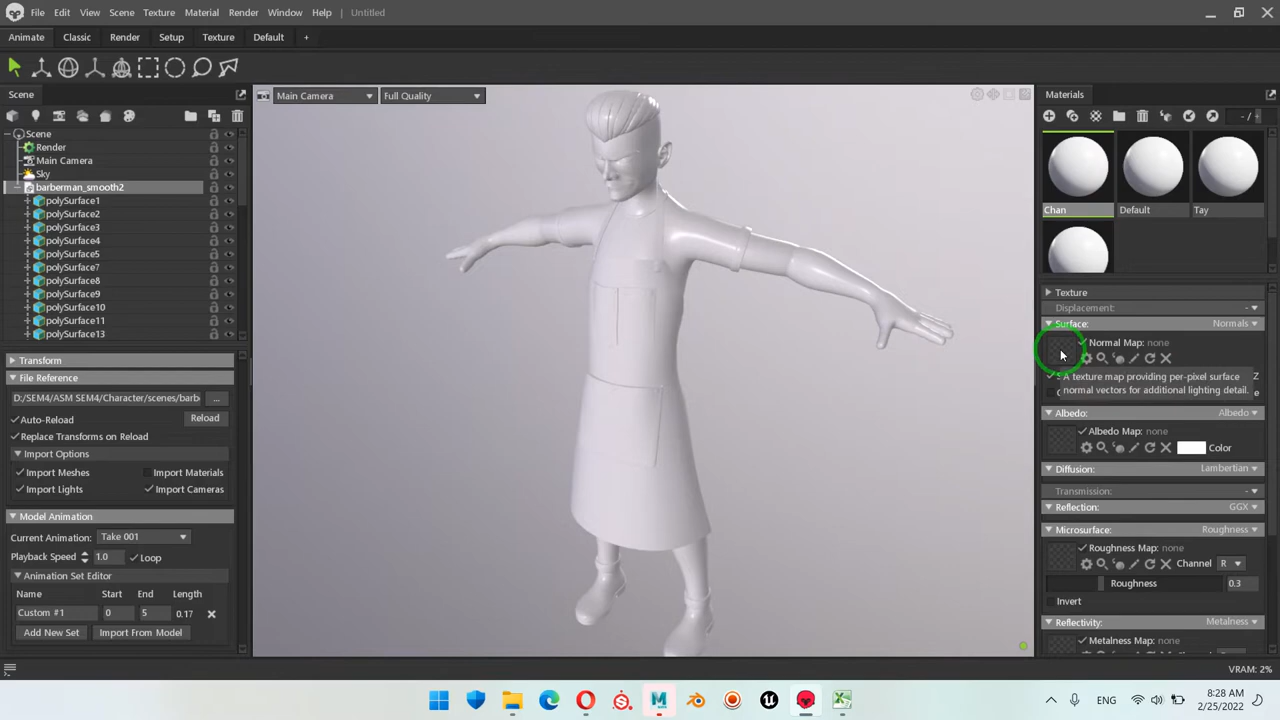 File Edit View Scene Texture Material Render Window Help Untitled
Animate Classic Render Setup Texture Default +
Scene
Main Camera Full Quality
Materials
Scene
Render
Main Camera
Sky
barberman_smooth2
polySurface1
polySurface2
polySurface3
polySurface4
polySurface5
polySurface7
polySurface8
polySurface9
polySurface10
polySurface11
polySurface13
Transform
File Reference
D:/SEM4/ASM SEM4/Character/scenes/barb ...
Auto-Reload Reload
Replace Transforms on Reload
Import Options
Import Meshes Import Materials
Import Lights Import Cameras
Model Animation
Current Animation: Take 001
Playback Speed 1.0 Loop
Animation Set Editor
Name Start End Length
Custom #1 0 5 0.17
Add New Set Import From Model
Chan Default Tay
Texture
Displacement: -
Surface: Normals
Normal Map: none
A texture map providing per-pixel surface Z
normal vectors for additional lighting detail. e
Albedo: Albedo
Albedo Map: none
Color
Diffusion: Lambertian
Transmission: -
Reflection: GGX
Microsurface: Roughness
Roughness Map: none
Channel R
Roughness 0.3
Invert
Reflectivity: Metalness
Metalness Map: none
VRAM: 2%
ENG
8:28 AM
2/25/2022